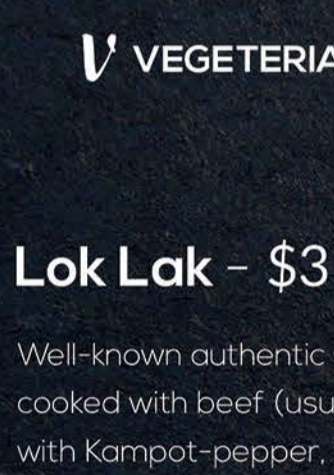 V VEGETERIA
Lok Lak - $3
Well-known authentic
cooked with beef (usu
with Kampot-pepper.